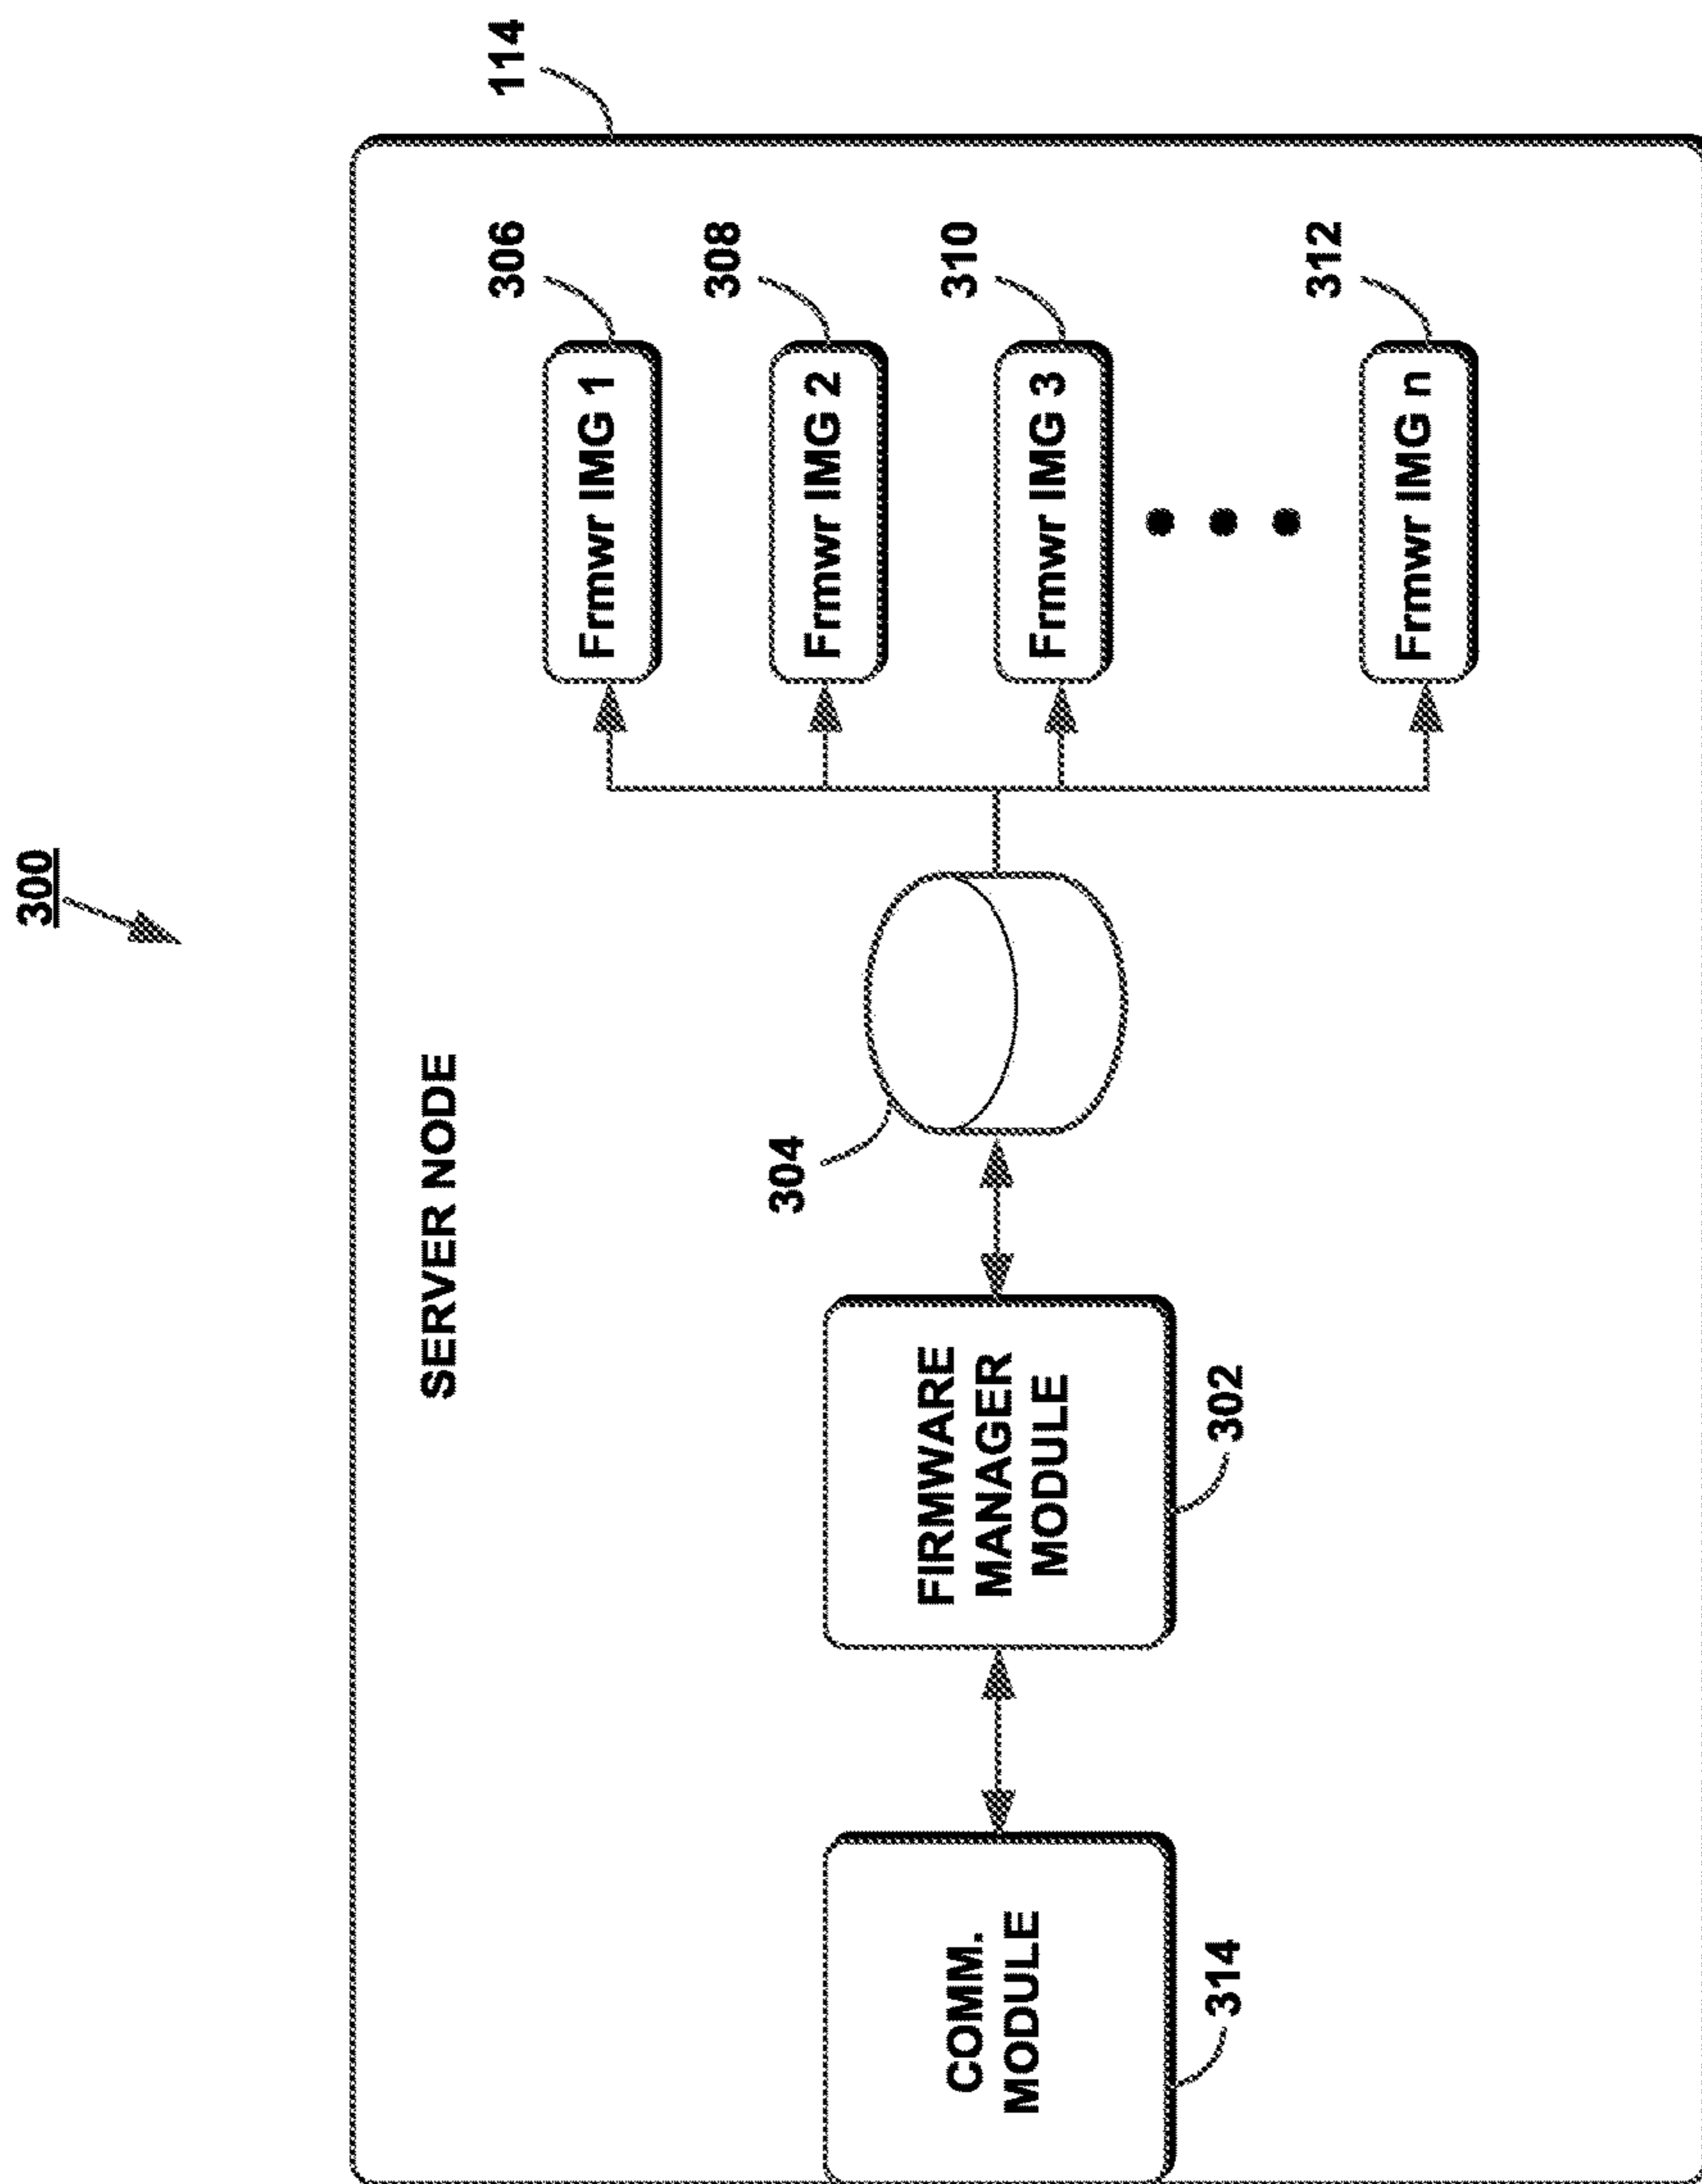 300
114
SERVER NODE
306
Frmwr IMG 1
308
Frmwr IMG 2
304
310
Frmwr IMG 3
312
Frmwr IMG n
COMM.
MODULE
314
FIRMWARE
MANAGER
MODULE
302